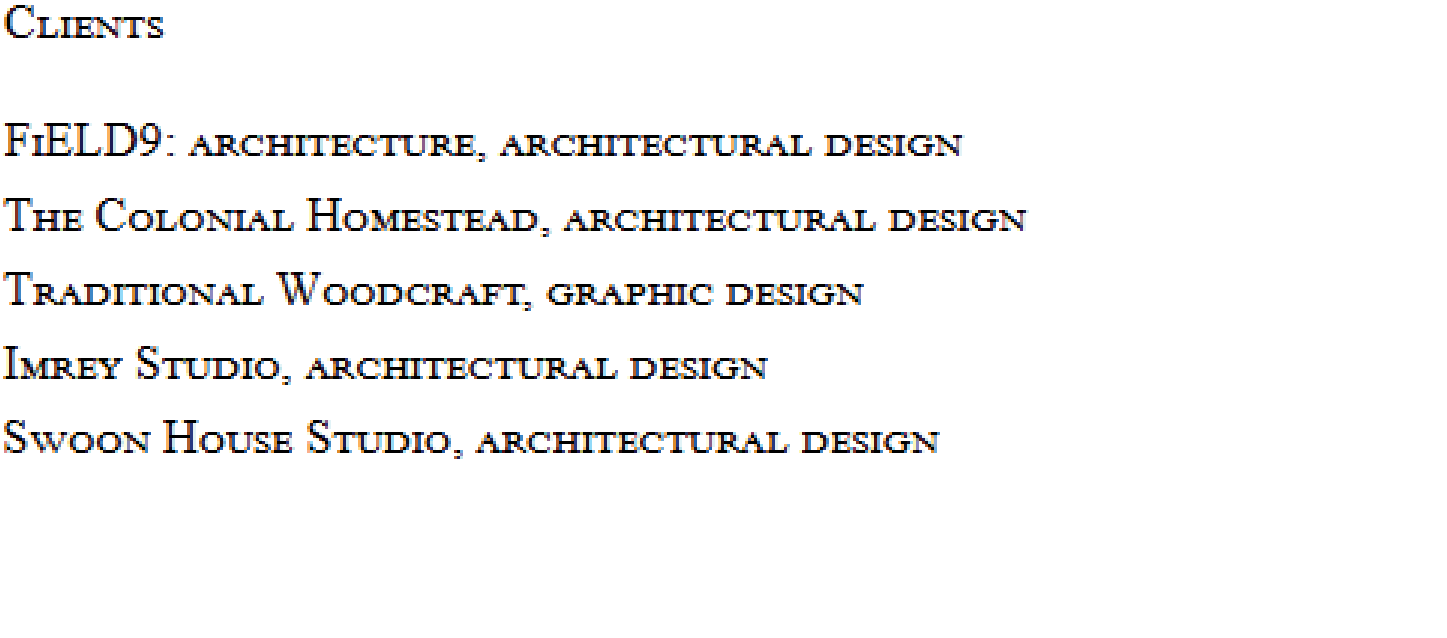 Clients
FiELD9: architecture, architectural design
The Colonial Homestead, architectural design
Traditional Woodcraft, graphic design
Imrey Studio, architectural design
Swoon House Studio, architectural design